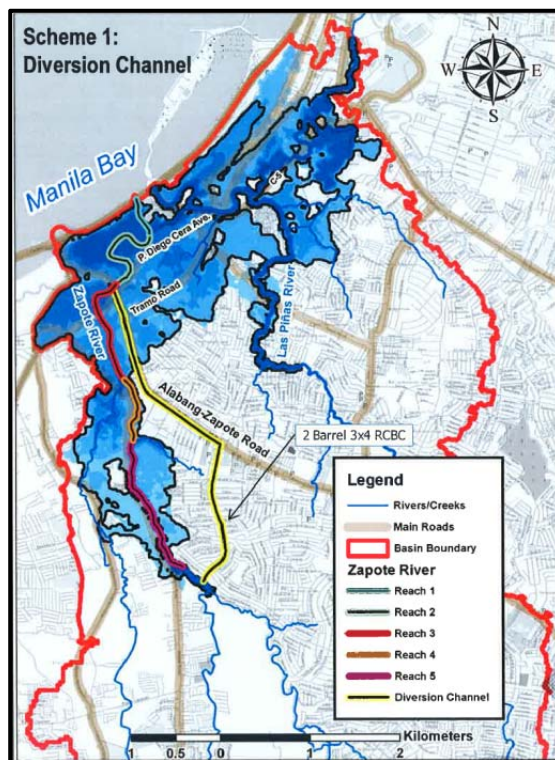 Scheme 1:
Diversion Channel
N
W
E
S
Manila Bay
C-5
P. Diego Cera Ave.
Tramo Road
Zapote River
Las Piñas River
Alabang-Zapote Road
2 Barrel 3x4 RCBC
Legend
Rivers/Creeks
Main Roads
Basin Boundary
Zapote River
Reach 1
Reach 2
Reach 3
Reach 4
Reach 5
Diversion Channel
Kilometers
1 0.5 0 1 2